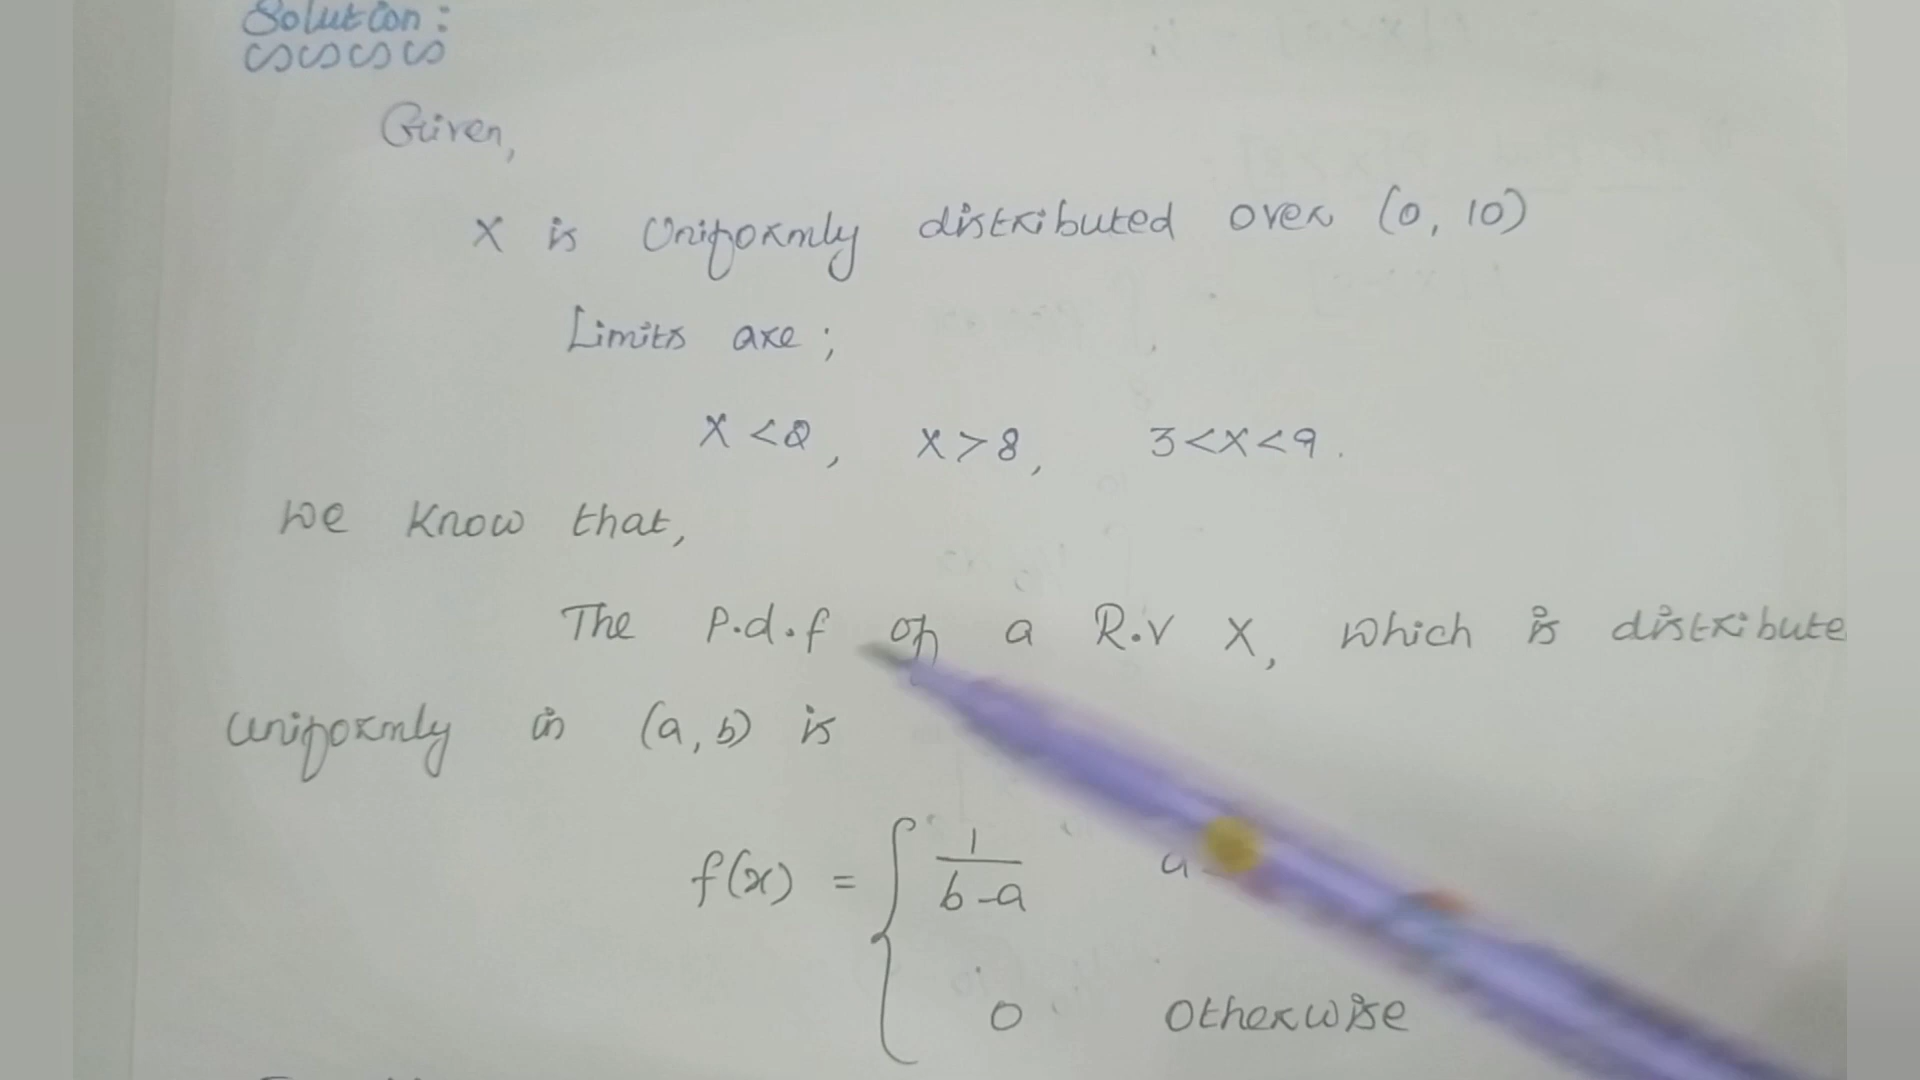 Solution:
Given,
X is Uniformly distributed over (0, 10)
Limits are ;
X < 2, X > 8, 3 < X < 9.
We know that,
The P.d.f of a R.V X, which is distribute
uniformly in (a, b) is
f(x) = { 1/(b-a) a
0 otherwise